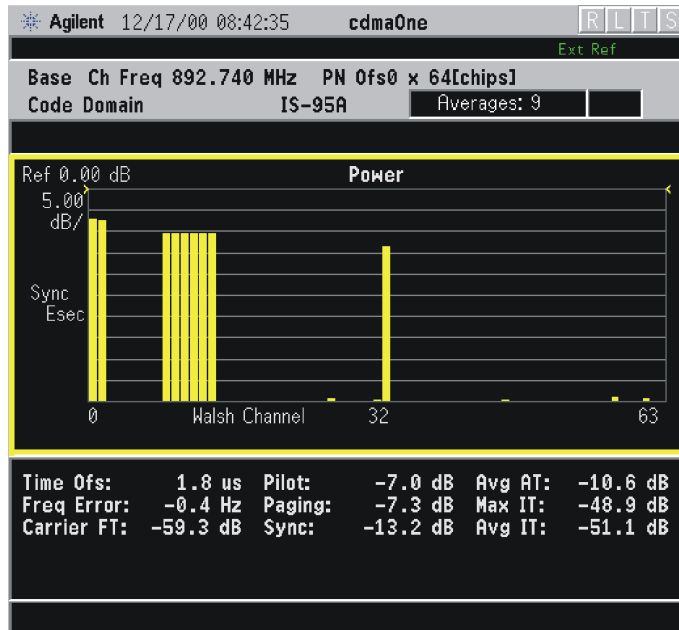 Agilent 12/17/00 08:42:35 cdmaOne R L T S
Ext Ref
Base Ch Freq 892.740 MHz PN Ofs0 x 64[chips]
Code Domain IS-95A Averages: 9
Ref 0.00 dB Power
5.00
dB/
Sync
Esec
0 Walsh Channel 32 63
Time Ofs: 1.8 us Pilot: -7.0 dB Avg AT: -10.6 dB
Freq Error: -0.4 Hz Paging: -7.3 dB Max IT: -48.9 dB
Carrier FT: -59.3 dB Sync: -13.2 dB Avg IT: -51.1 dB